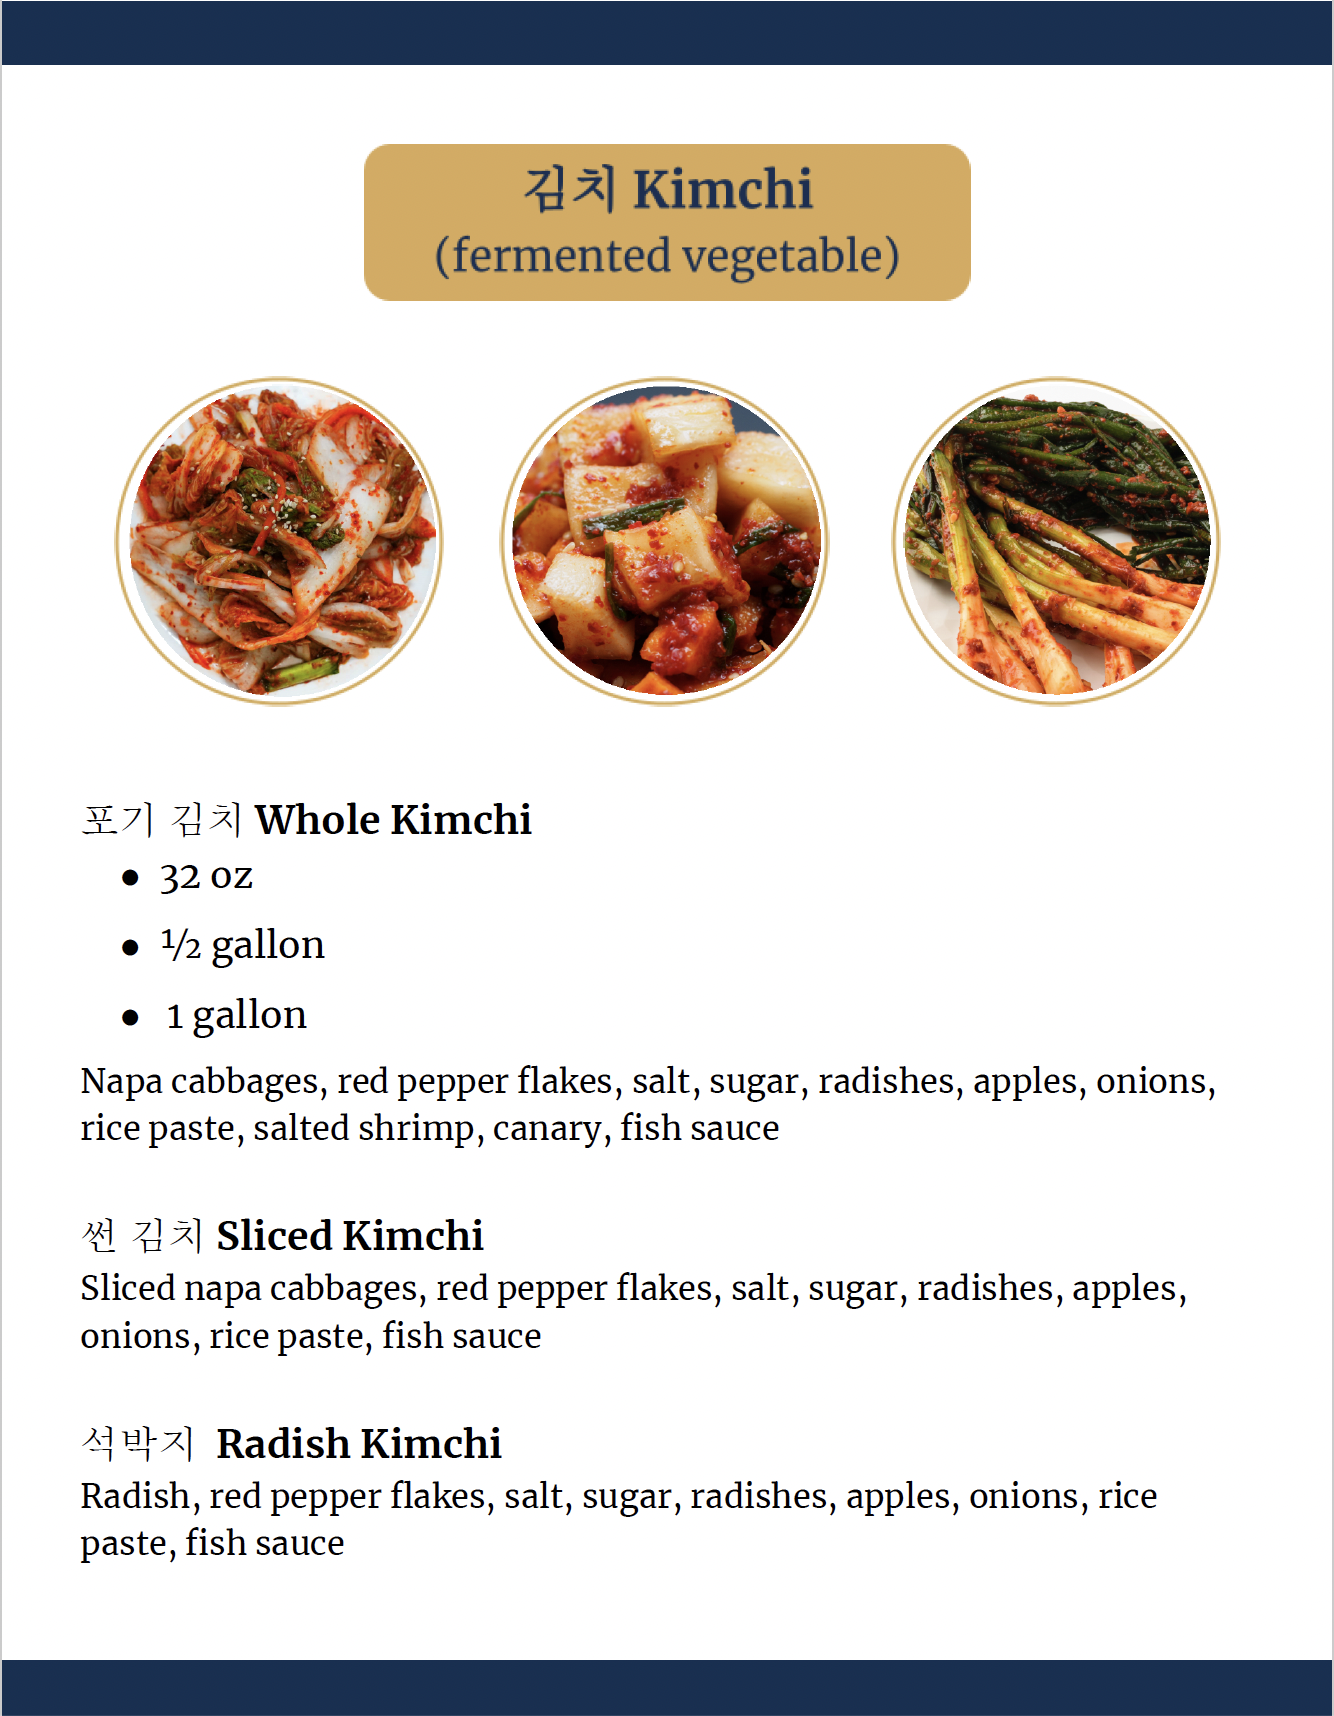 김치 Kimchi
(fermented vegetable)
포기 김치 Whole Kimchi
● 32 oz
● ½ gallon
● 1 gallon
Napa cabbages, red pepper flakes, salt, sugar, radishes, apples, onions,
rice paste, salted shrimp, canary, fish sauce
썬 김치 Sliced Kimchi
Sliced napa cabbages, red pepper flakes, salt, sugar, radishes, apples,
onions, rice paste, fish sauce
석박지 Radish Kimchi
Radish, red pepper flakes, salt, sugar, radishes, apples, onions, rice
paste, fish sauce